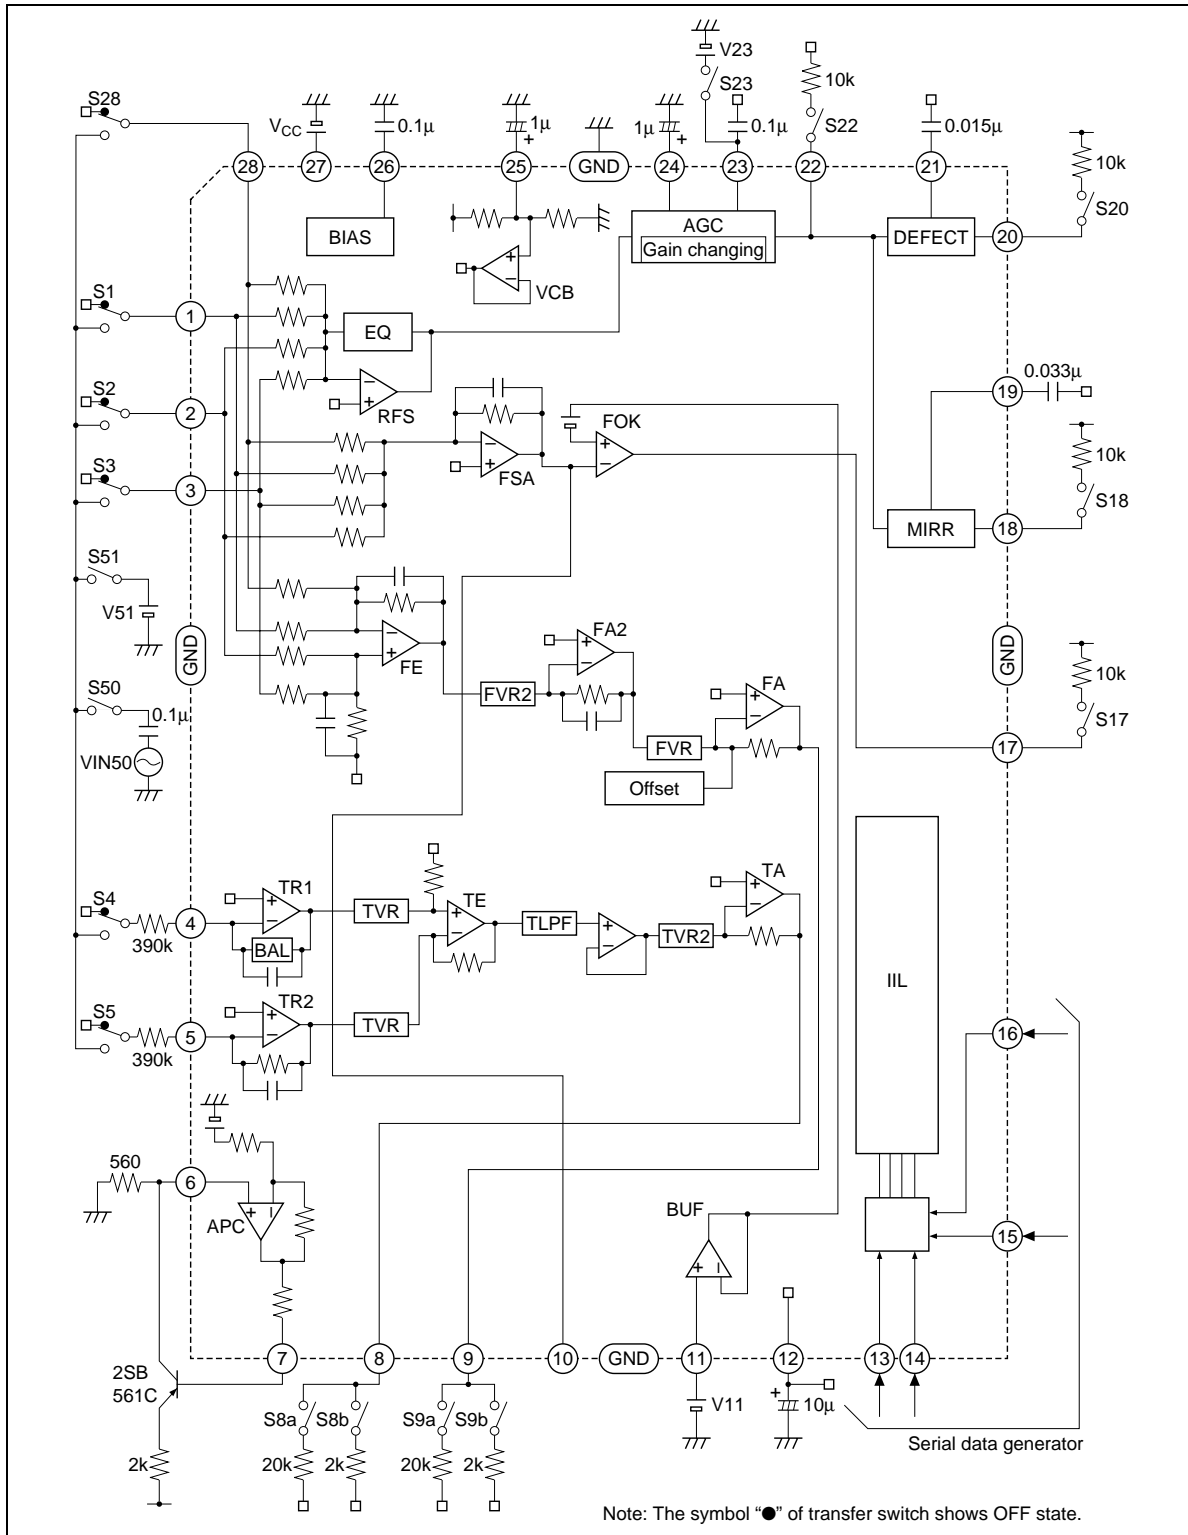 V23
S23
10k
S22
S28
VCC
0.1μ
1μ
1μ
0.1μ
0.015μ
10k
S20
28
27
26
25
GND
24
23
22
21
20
BIAS
AGC
Gain changing
DEFECT
VCB
S1
1
EQ
S2
2
RFS
19
0.033μ
S3
3
FSA
FOK
10k
S18
MIRR
18
S51
V51
GND
FE
FA2
GND
S50
0.1μ
FVR2
FA
10k
S17
VIN50
FVR
17
Offset
S4
390k
4
TR1
BAL
TVR
TE
TLPF
TVR2
TA
IIL
S5
390k
5
TR2
TVR
16
560
6
APC
BUF
15
7
8
9
10
GND
11
12
13
14
2SB
561C
S8a
S8b
S9a
S9b
V11
10μ
2k
20k
2k
20k
2k
Serial data generator
Note: The symbol “●” of transfer switch shows OFF state.